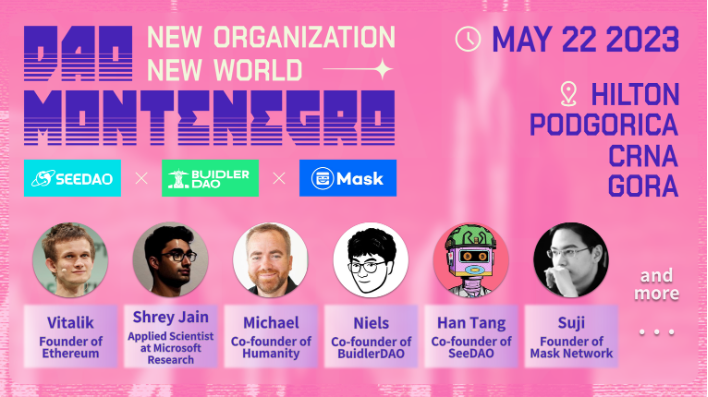 DAO
NEW ORGANIZATION
NEW WORLD
MONTENEGRO
MAY 22 2023
HILTON
PODGORICA
CRNA
GORA
SEEDAO
BUIDLER
DAO
Mask
Vitalik
Founder of
Ethereum
Shrey Jain
Applied Scientist
at Microsoft
Research
Michael
Co-founder of
Humanity
Niels
Co-founder of
BuidlerDAO
Han Tang
Co-founder of
SeeDAO
Suji
Founder of
Mask Network
and
more
...